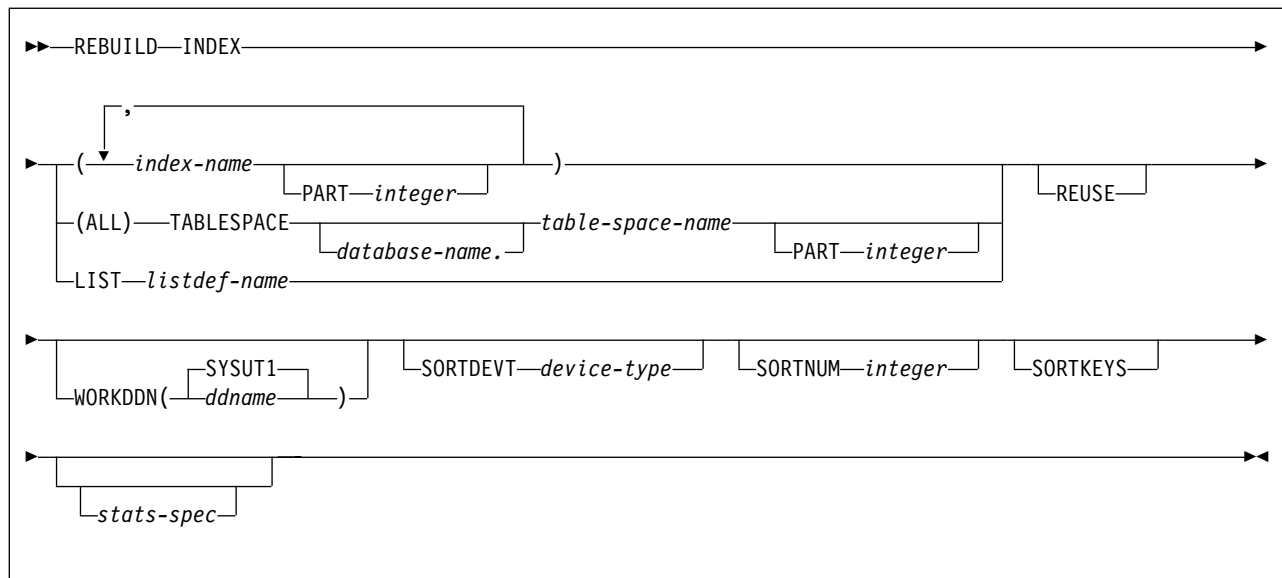 REBUILD INDEX
,
( index-name )
PART integer
REUSE
(ALL) TABLESPACE table-space-name
database-name. PART integer
LIST listdef-name
SYSUT1
SORTDEVT device-type SORTNUM integer SORTKEYS
WORKDDN( ddname )
stats-spec